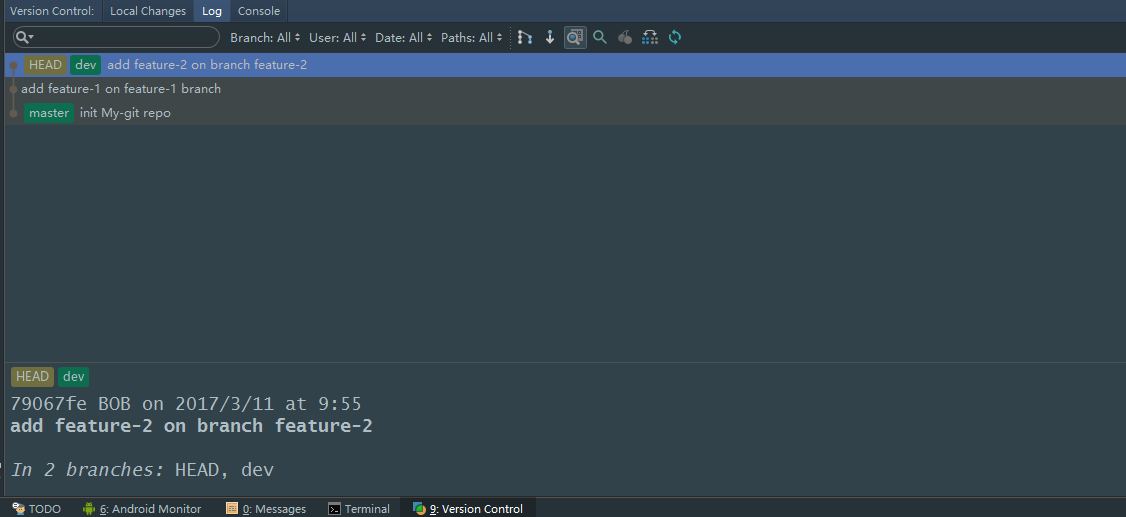 Version Control: Local Changes Log Console
Branch: All User: All Date: All Paths: All
HEAD dev add feature-2 on branch feature-2
add feature-1 on feature-1 branch
master init My-git repo
HEAD dev
79067fe BOB on 2017/3/11 at 9:55
add feature-2 on branch feature-2
In 2 branches: HEAD, dev
TODO 6: Android Monitor 0: Messages Terminal 9: Version Control